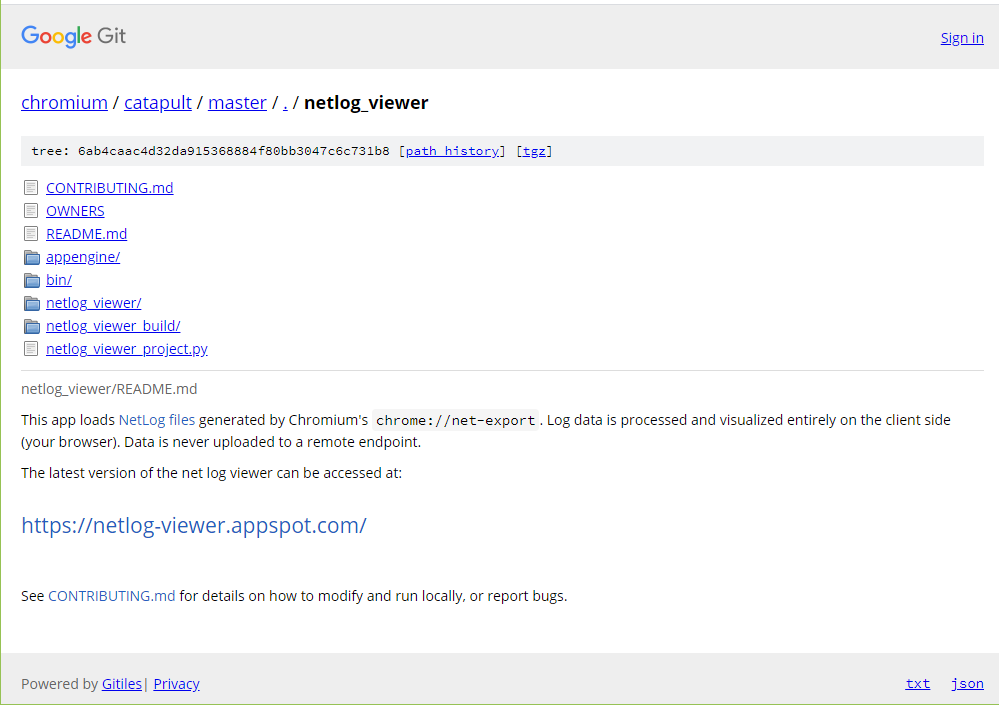 Google Git
Sign in
chromium / catapult / master / . / netlog_viewer
tree: 6ab4caac4d32da915368884f80bb3047c6c731b8 [path history] [tgz]
CONTRIBUTING.md
OWNERS
README.md
appengine/
bin/
netlog_viewer/
netlog_viewer_build/
netlog_viewer_project.py
netlog_viewer/README.md
This app loads NetLog files generated by Chromium's chrome://net-export. Log data is processed and visualized entirely on the client side
(your browser). Data is never uploaded to a remote endpoint.
The latest version of the net log viewer can be accessed at:
https://netlog-viewer.appspot.com/
See CONTRIBUTING.md for details on how to modify and run locally, or report bugs.
Powered by Gitiles| Privacy
txt json